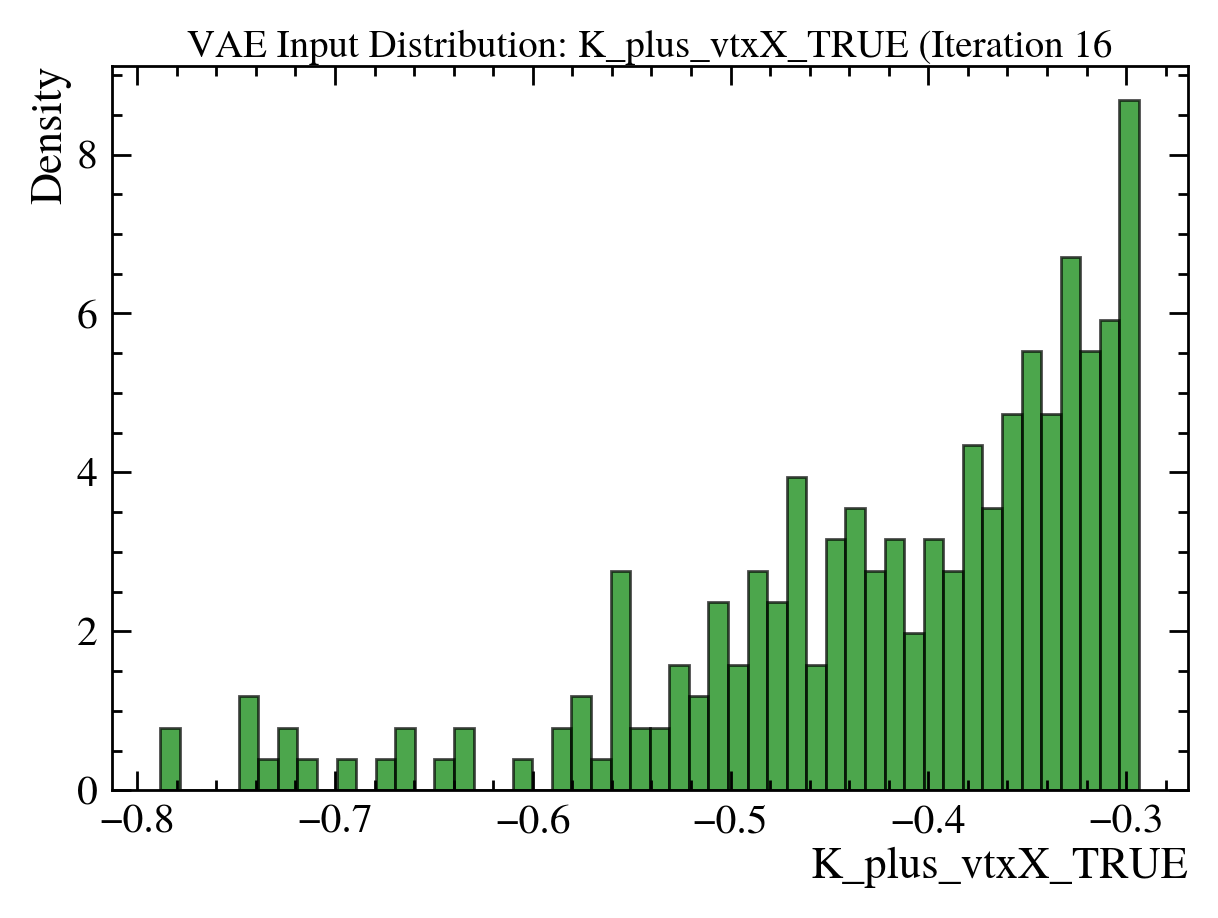 VAE Input Distribution: K_plus_vtxX_TRUE (Iteration 16
Density
8
6
4
2
0
−0.8 −0.7 −0.6 −0.5 −0.4 −0.3
K_plus_vtxX_TRUE